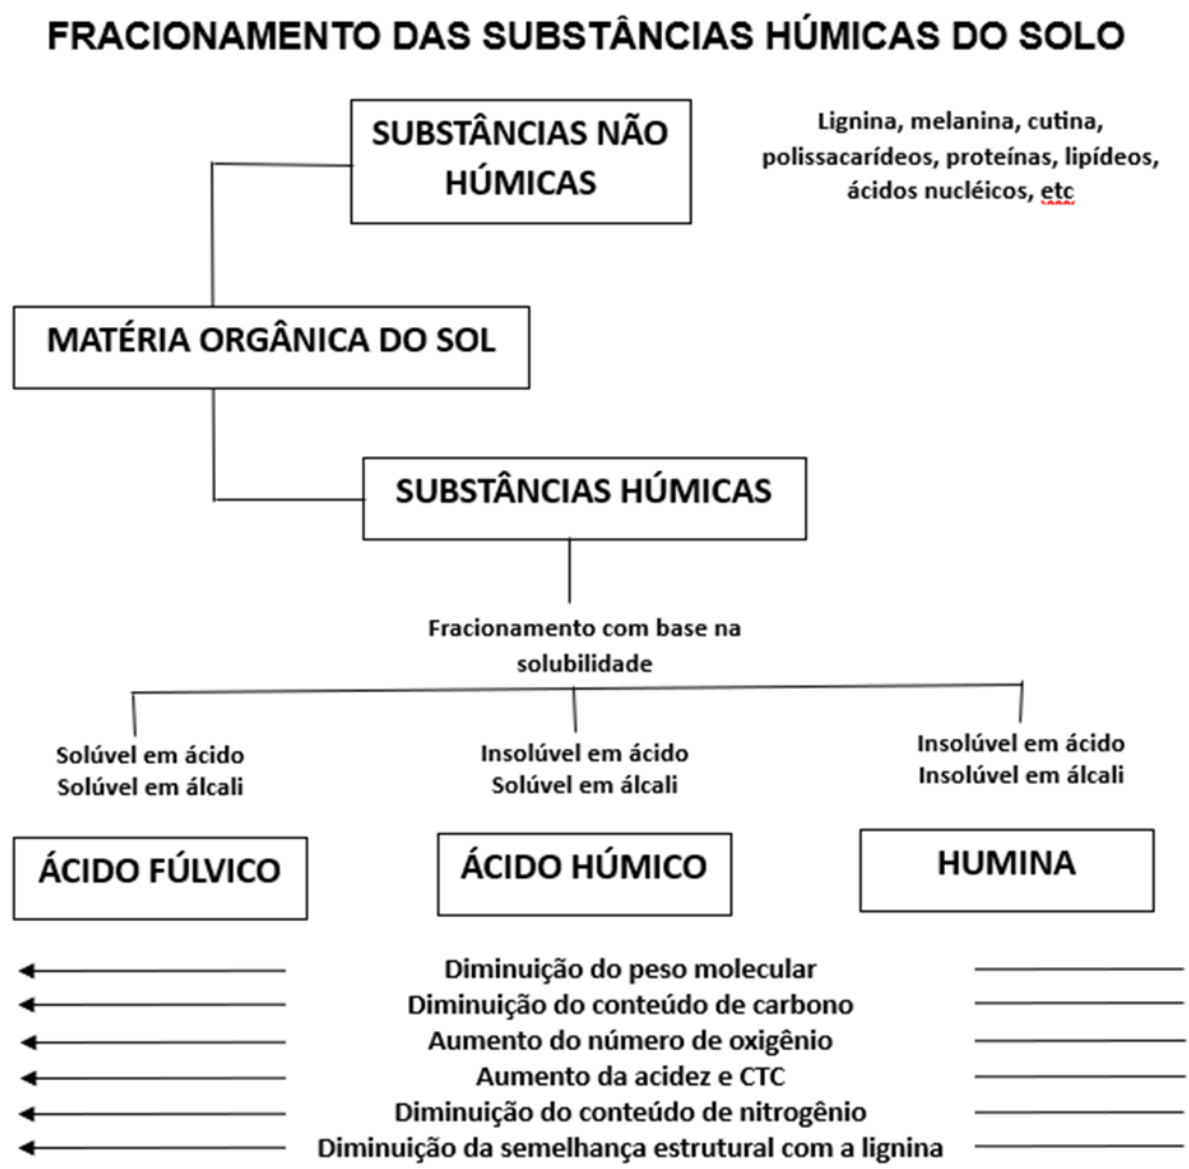 FRACIONAMENTO DAS SUBSTÂNCIAS HÚMICAS DO SOLO
SUBSTÂNCIAS NÃO
HÚMICAS
Lignina, melanina, cutina,
polissacarídeos, proteínas, lipídeos,
ácidos nucléicos, etc
MATÉRIA ORGÂNICA DO SOL
SUBSTÂNCIAS HÚMICAS
Fracionamento com base na
solubilidade
Solúvel em ácido
Solúvel em álcali
Insolúvel em ácido
Solúvel em álcali
Insolúvel em ácido
Insolúvel em álcali
ÁCIDO FÚLVICO
ÁCIDO HÚMICO
HUMINA
Diminuição do peso molecular
Diminuição do conteúdo de carbono
Aumento do número de oxigênio
Aumento da acidez e CTC
Diminuição do conteúdo de nitrogênio
Diminuição da semelhança estrutural com a lignina